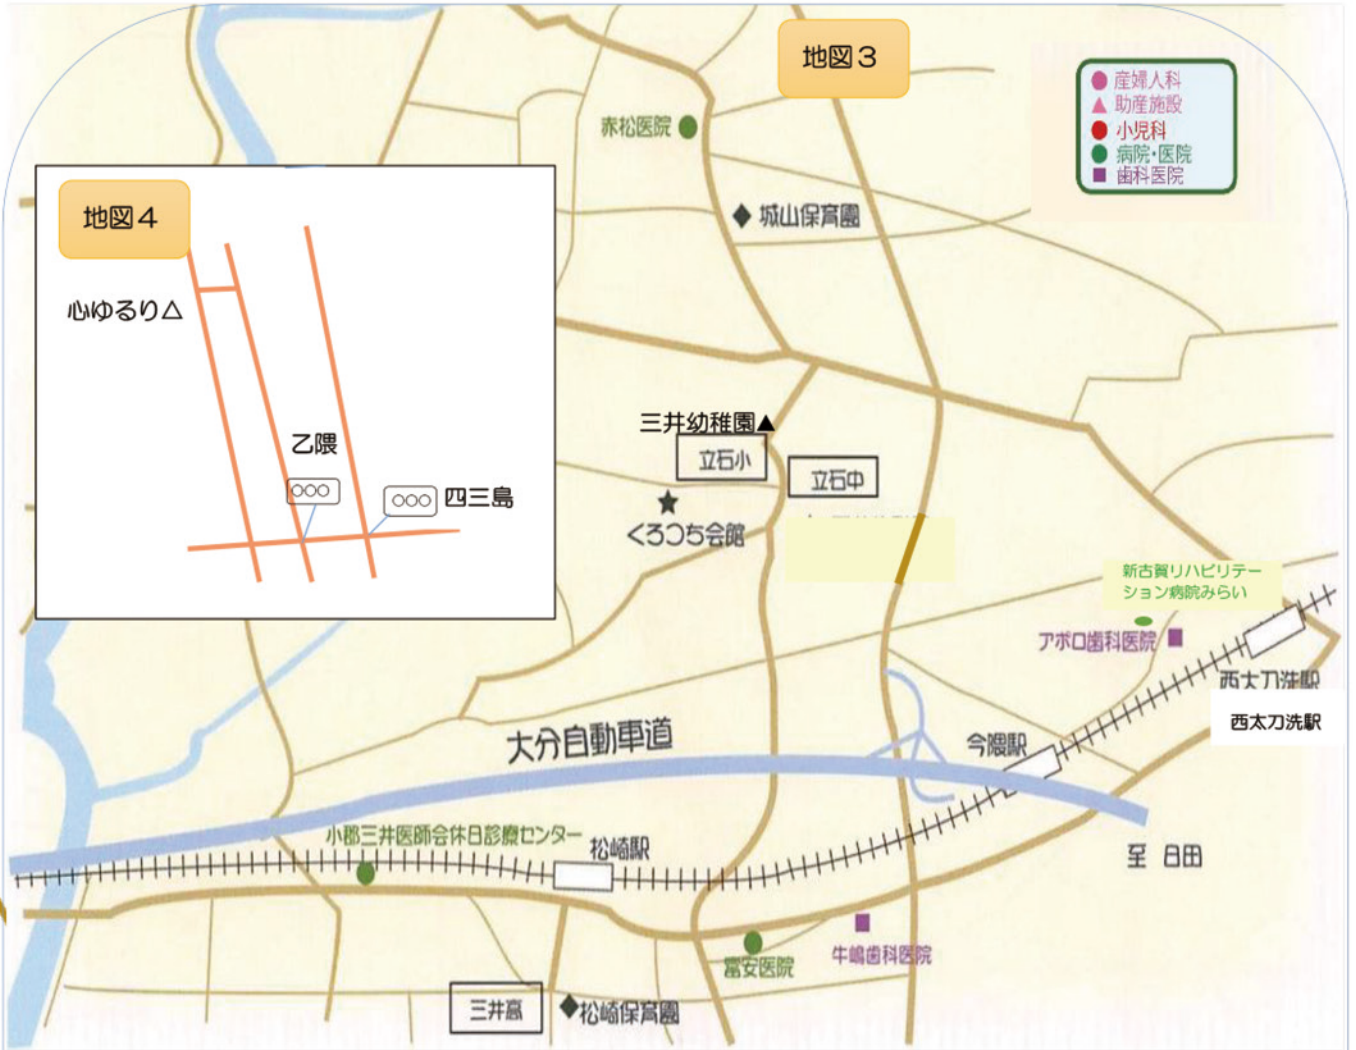 地図3
産婦人科
助産施設
小児科
病院・医院
歯科医院
赤松医院
城山保育園
地図4
心ゆるり
乙隈
四三島
三井幼稚園
立石小
立石中
くろつち会館
新古賀リハビリテー
ション病院みらい
アポロ歯科医院
西太刀洗駅
西太刀洗駅
大分自動車道
今隈駅
至 日田
小郡三井医師会休日診療センター
松崎駅
牛嶋歯科医院
富安医院
三井高
松崎保育園